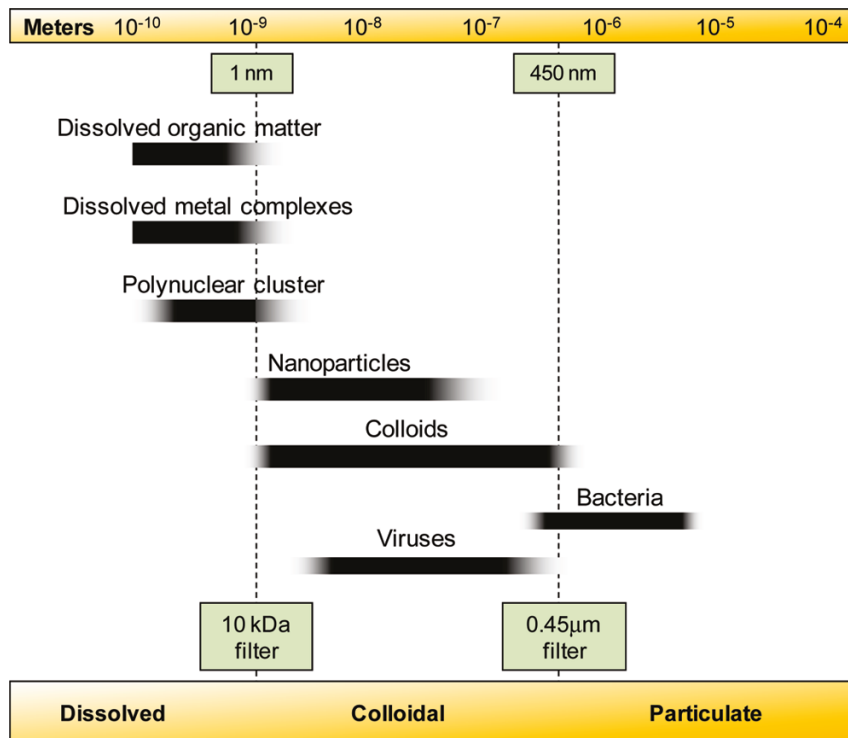 Meters 10⁻¹⁰ 10⁻⁹ 10⁻⁸ 10⁻⁷ 10⁻⁶ 10⁻⁵ 10⁻⁴
1 nm 450 nm
Dissolved organic matter
Dissolved metal complexes
Polynuclear cluster
Nanoparticles
Colloids
Bacteria
Viruses
10 kDa
filter
0.45μm
filter
Dissolved Colloidal Particulate